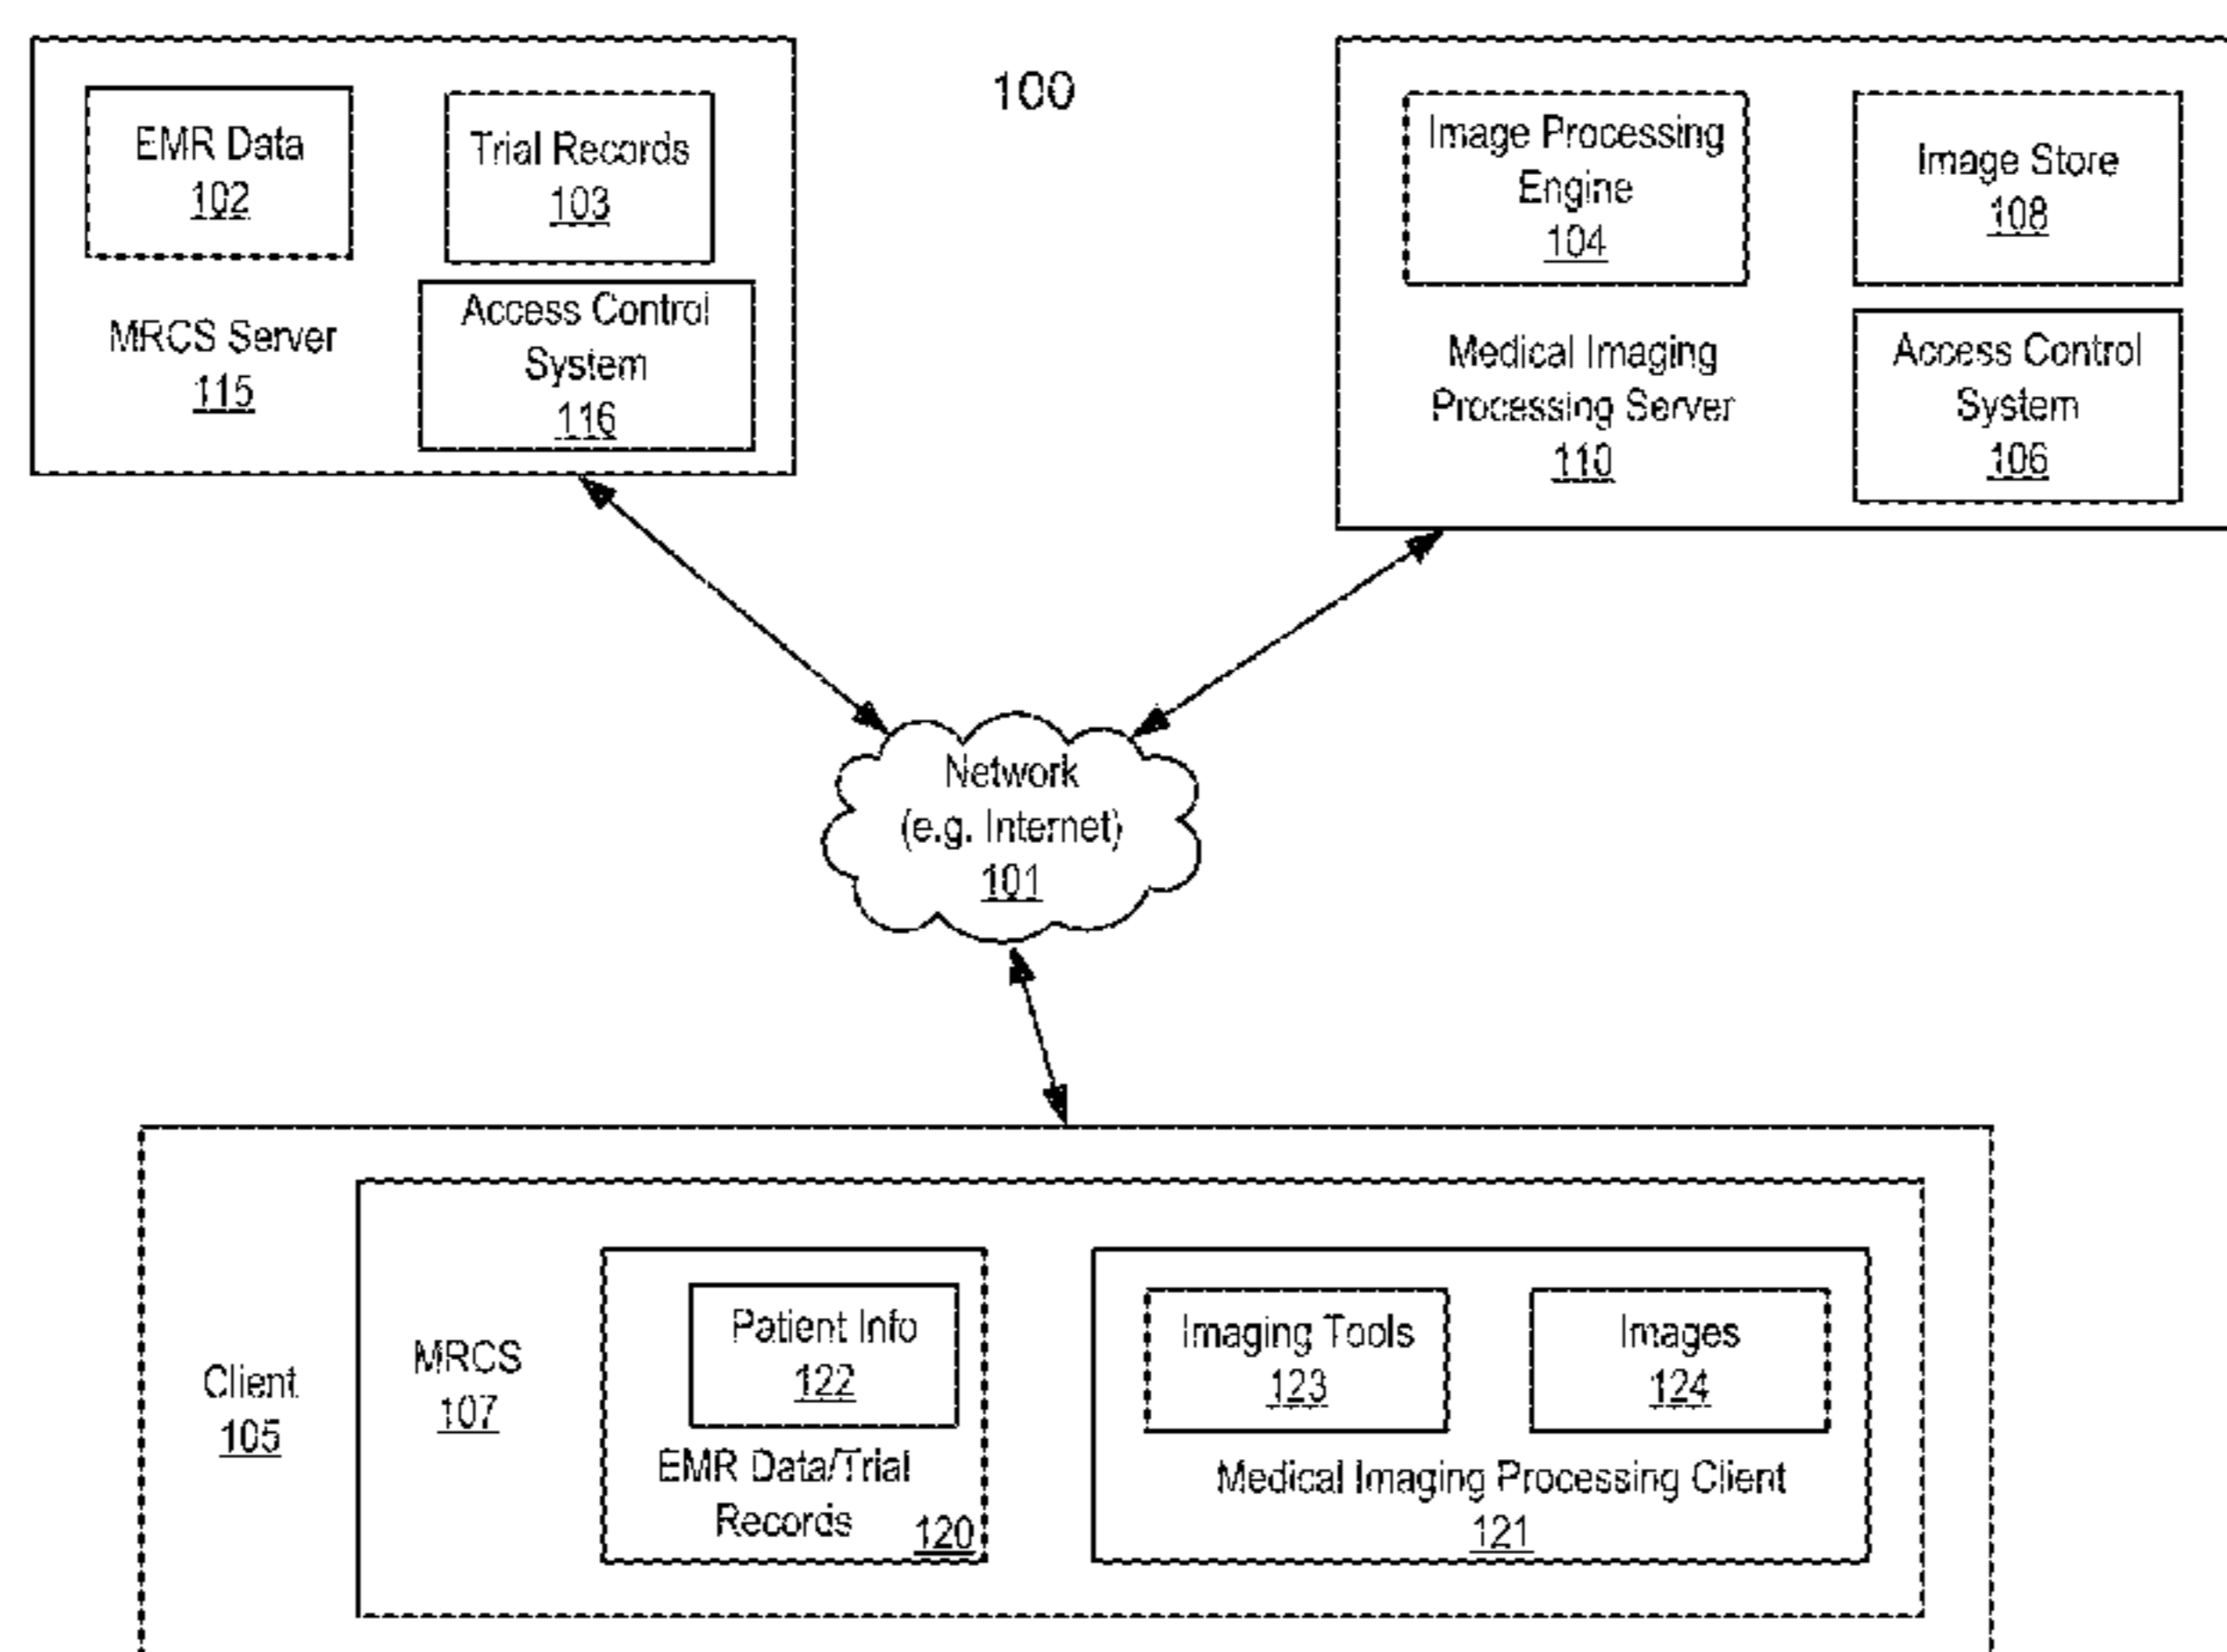 100
EMR Data
102
Trial Records
103
MRCS Server
115
Access Control
System
116
Image Processing
Engine
104
Image Store
108
Medical Imaging
Processing Server
110
Access Control
System
106
Network
(e.g. Internet)
101
Client
105
MRCS
107
Patient Info
122
EMR Data/Trial
Records
120
Imaging Tools
123
Images
124
Medical Imaging Processing Client
121